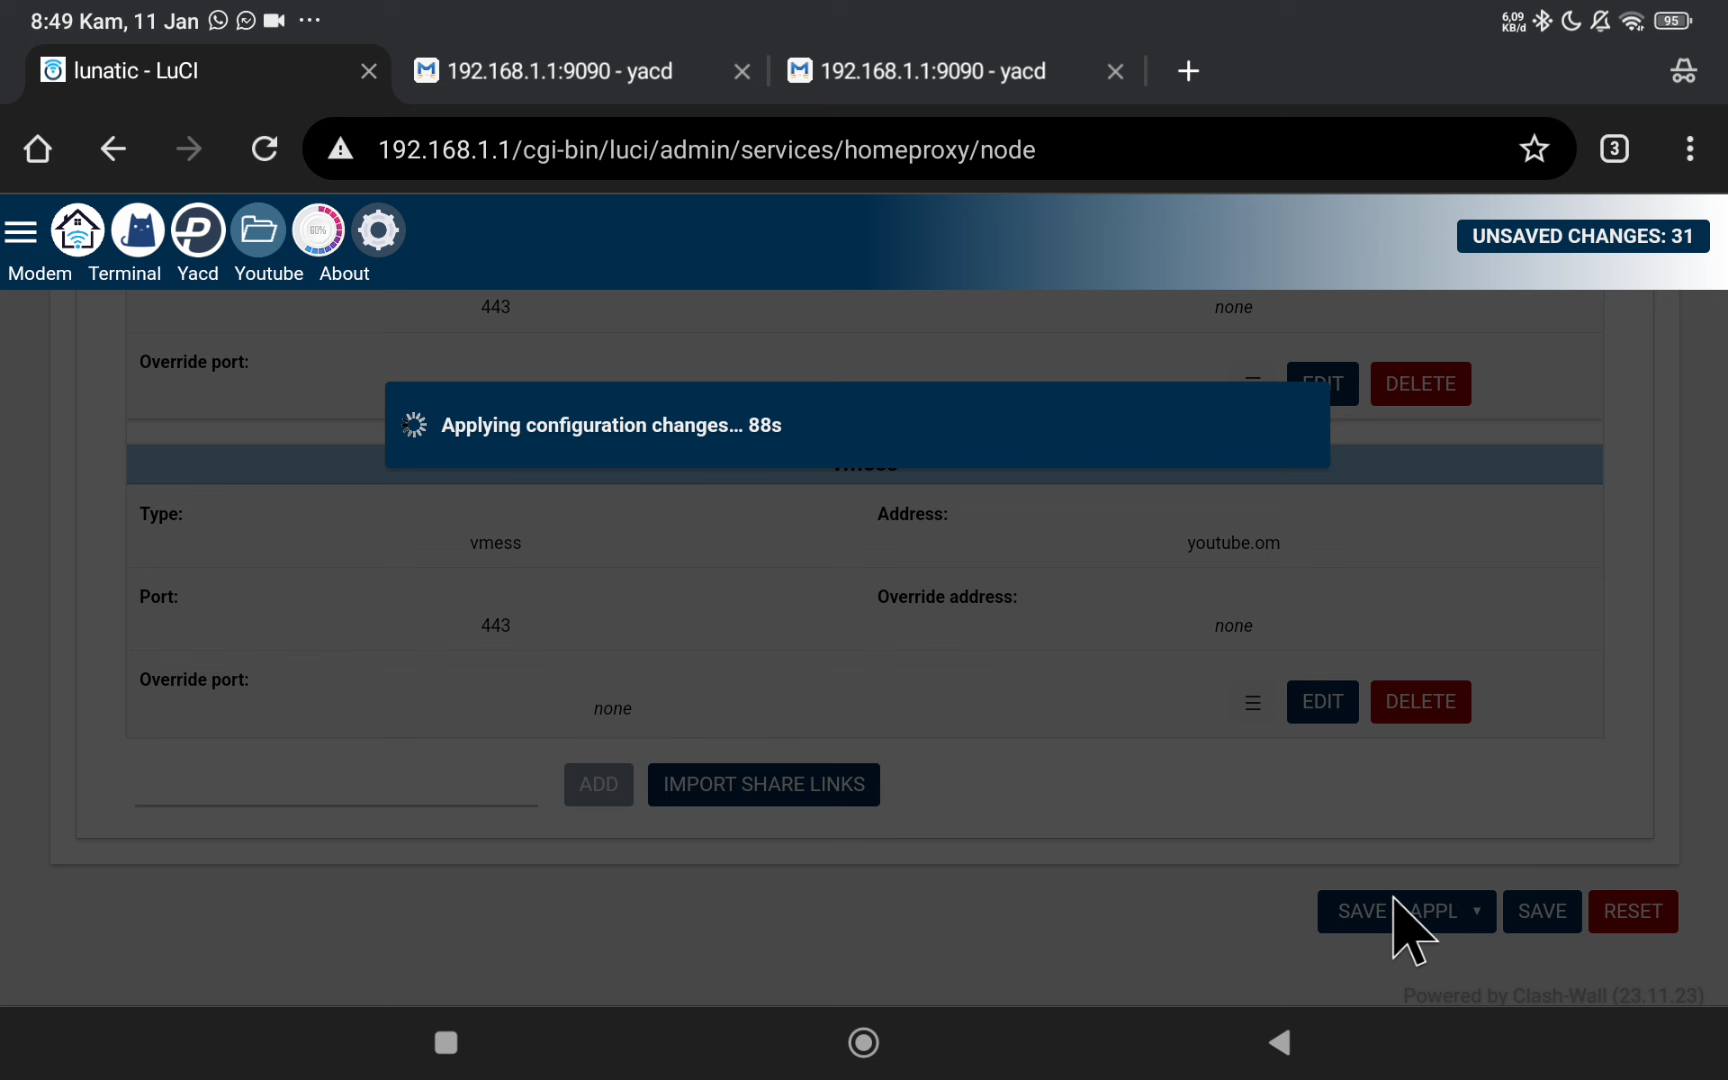 8:49 Kam, 11 Jan
6,09 KB/d
95
lunatic - LuCI
192.168.1.1:9090 - yacd
192.168.1.1:9090 - yacd
192.168.1.1/cgi-bin/luci/admin/services/homeproxy/node
3
60%
UNSAVED CHANGES: 31
Modem Terminal Yacd Youtube About
443
none
Override port:
EDIT
DELETE
Applying configuration changes... 88s
Type:
Address:
vmess
youtube.om
Port:
Override address:
443
none
Override port:
none
EDIT
DELETE
ADD
IMPORT SHARE LINKS
SAVE APPL
SAVE
RESET
Powered by Clash-Wall (23.11.23)